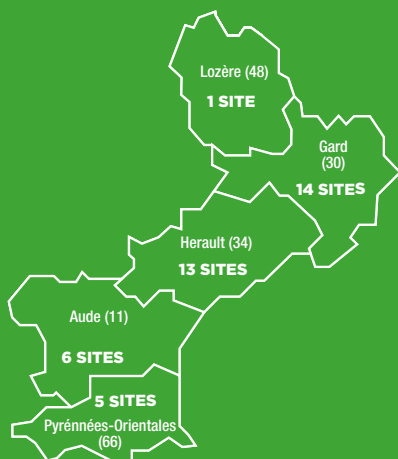 Lozère (48)
1 SITE
Gard
(30)
14 SITES
Herault (34)
13 SITES
Aude (11)
6 SITES
5 SITES
Pyrénnées-Orientales
(66)